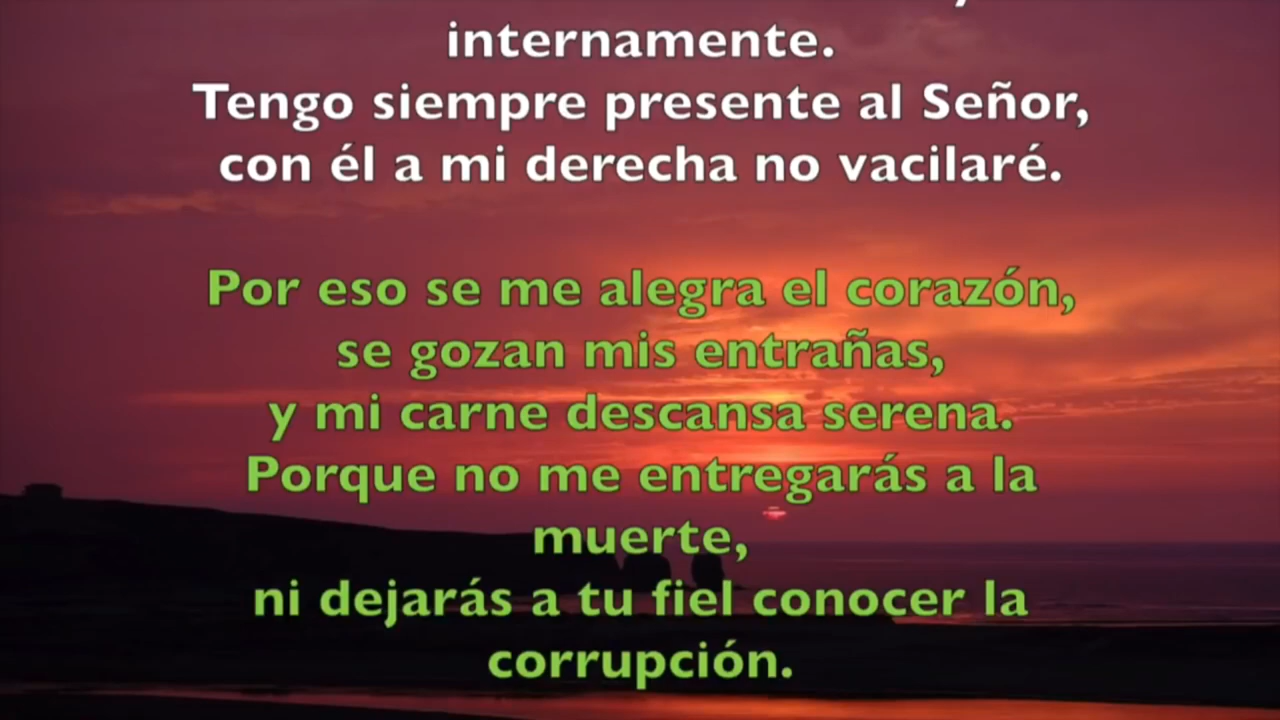 internamente.
Tengo siempre presente al Señor,
con él a mi derecha no vacilaré.
Por eso se me alegra el corazón,
se gozan mis entrañas,
y mi carne descansa serena.
Porque no me entregarás a la
muerte,
ni dejarás a tu fiel conocer la
corrupción.